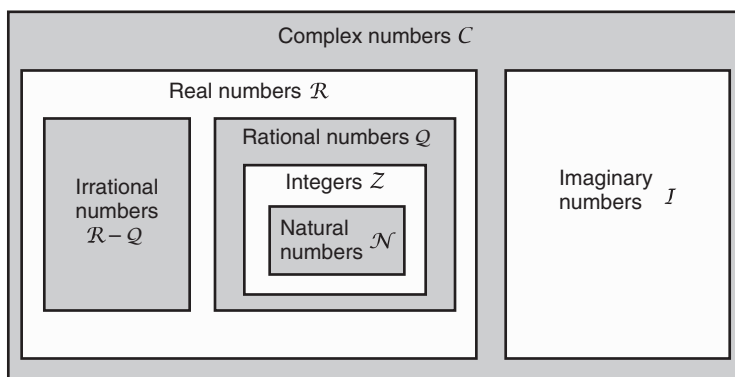 Complex numbers C
Real numbers R
Irrational
numbers
R – Q
Rational numbers Q
Integers Z
Natural
numbers N
Imaginary
numbers I